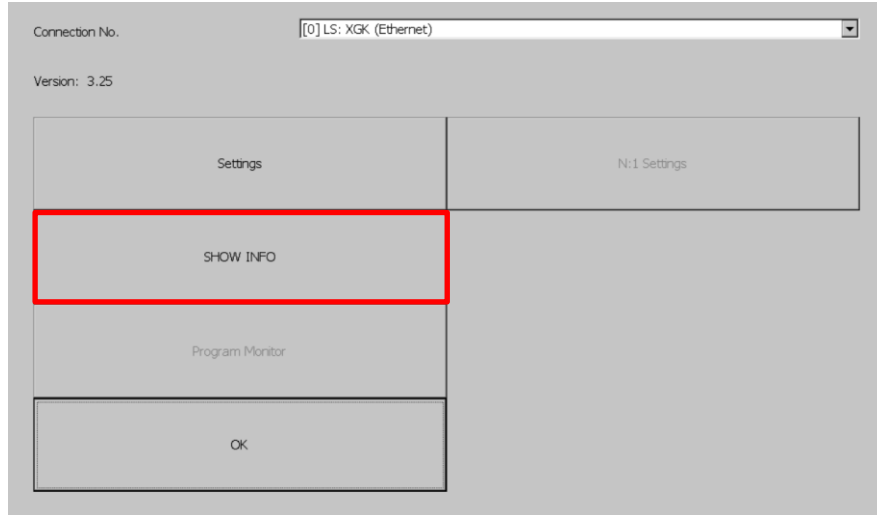 Connection No.
[0] LS: XGK (Ethernet)
Version: 3.25
Settings
N:1 Settings
SHOW INFO
Program Monitor
OK